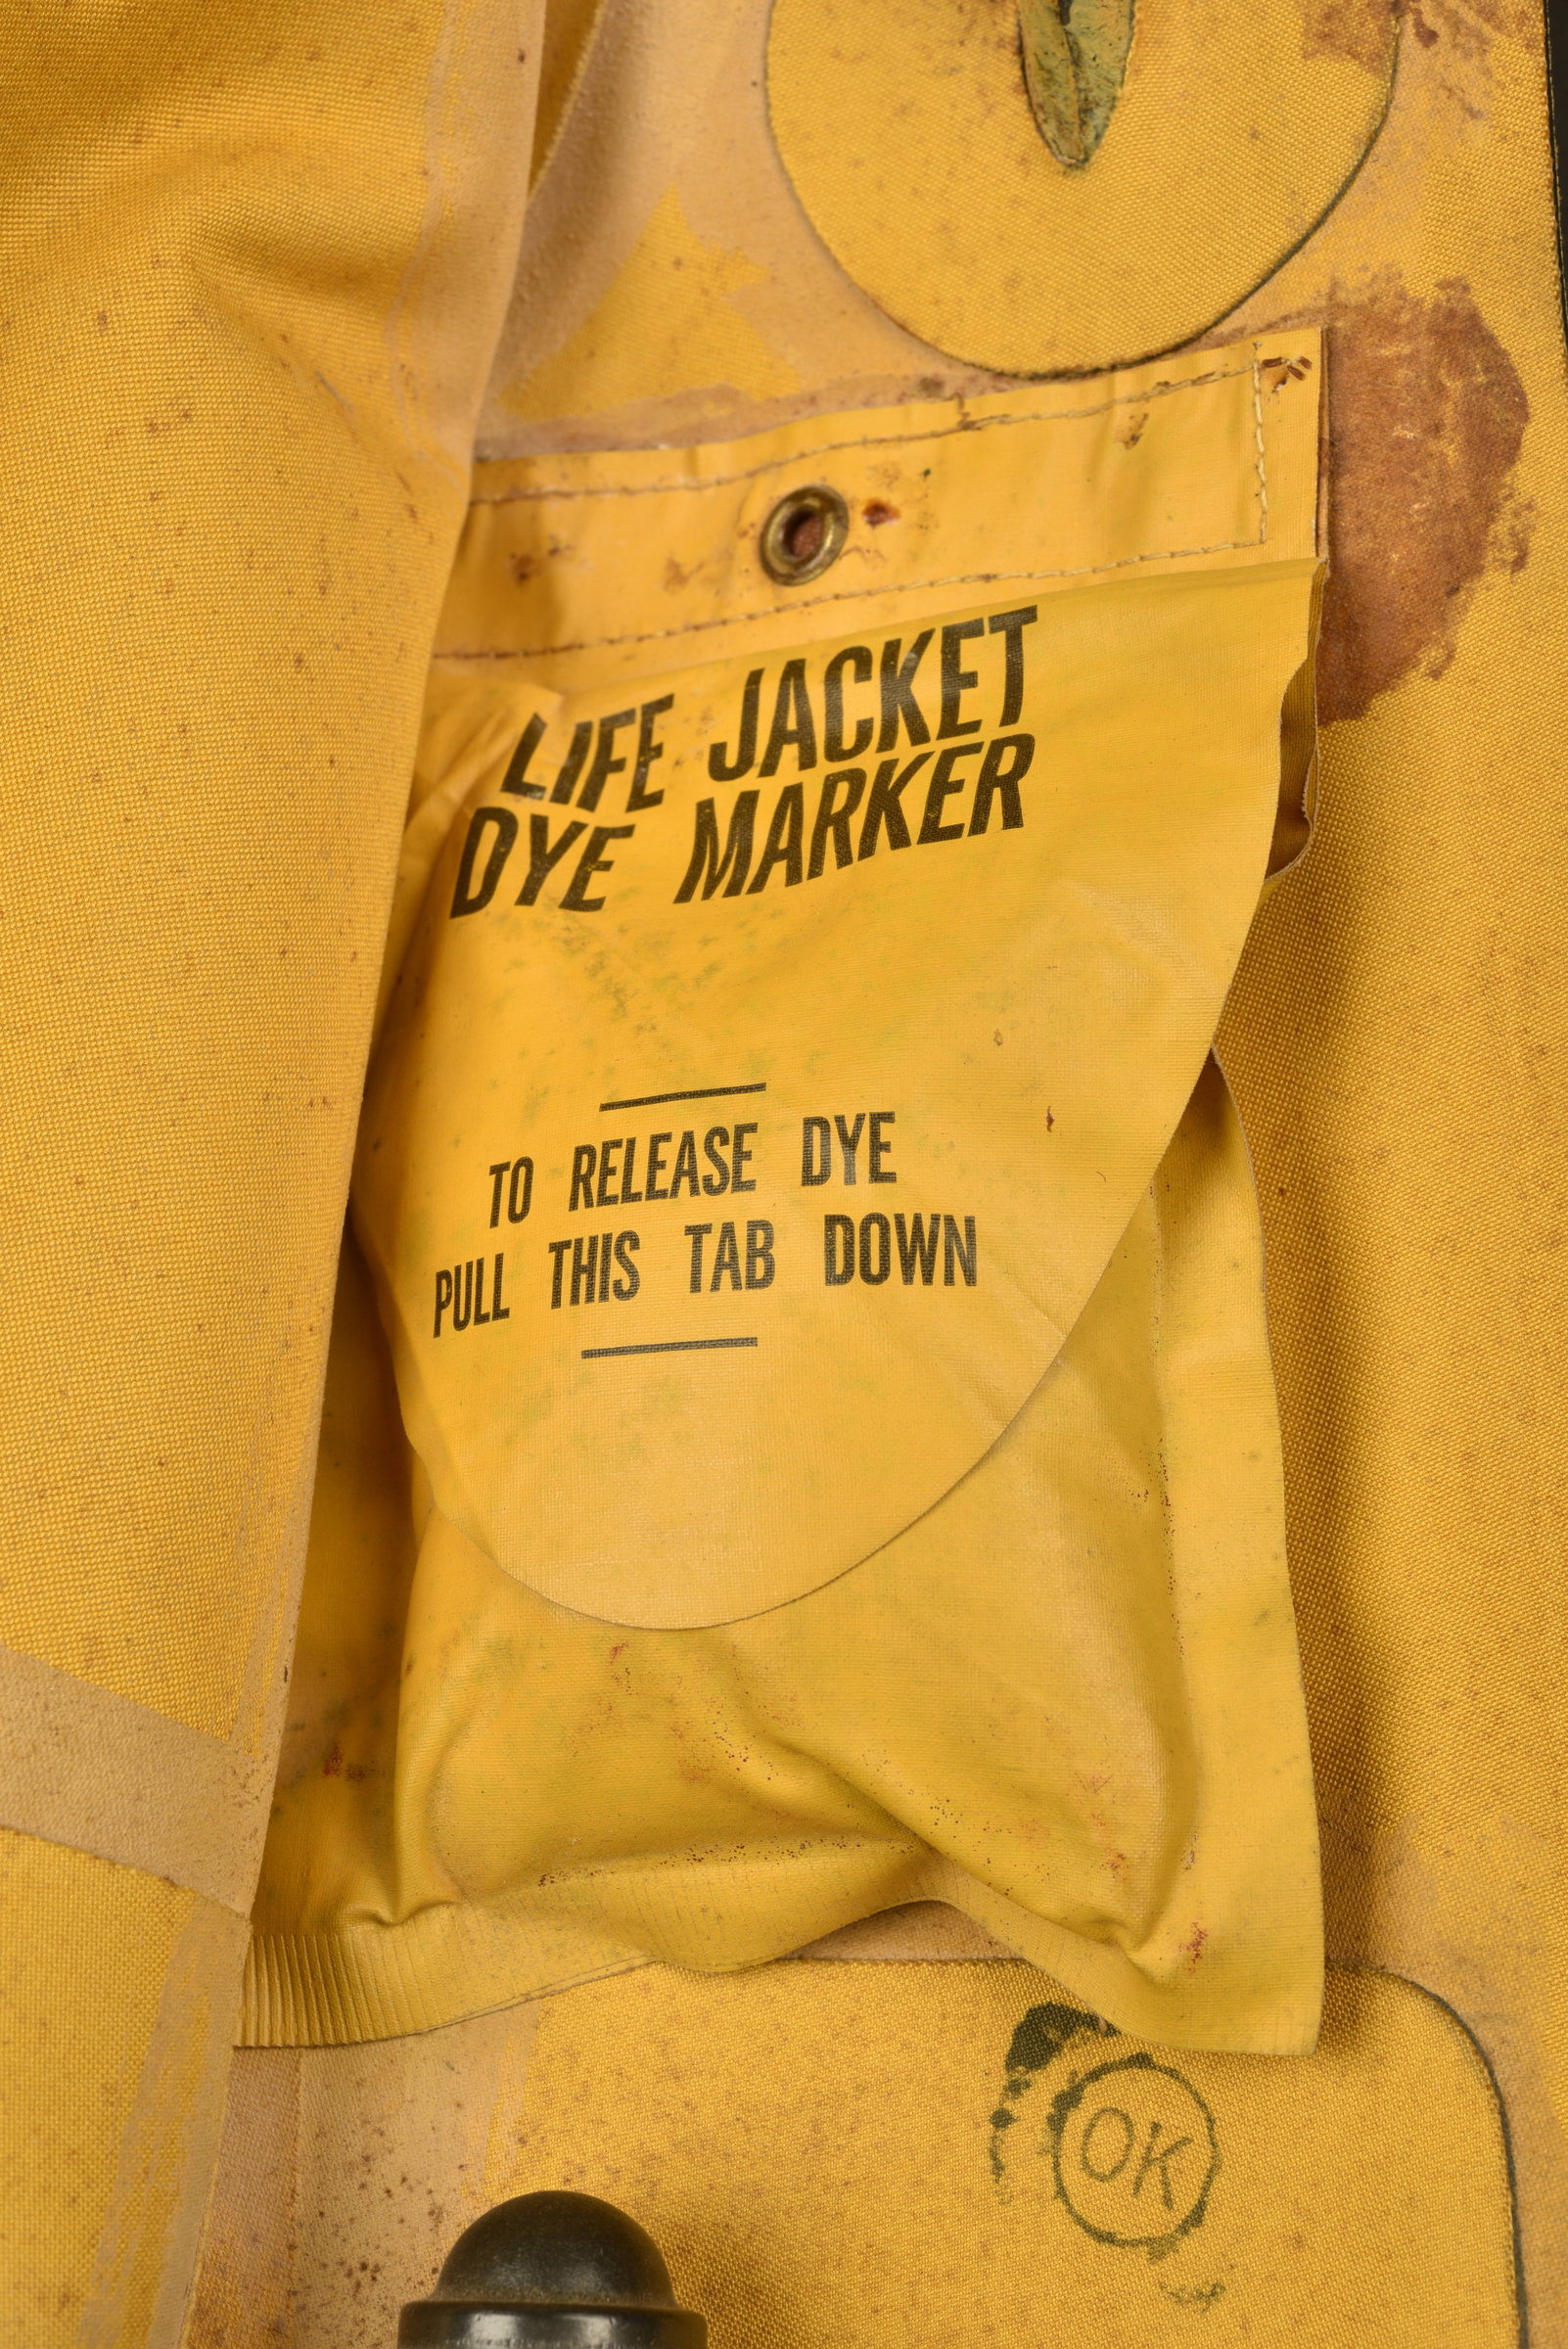 LIFE JACKET
DYE MARKER
TO RELEASE DYE
PULL THIS TAB DOWN
OK